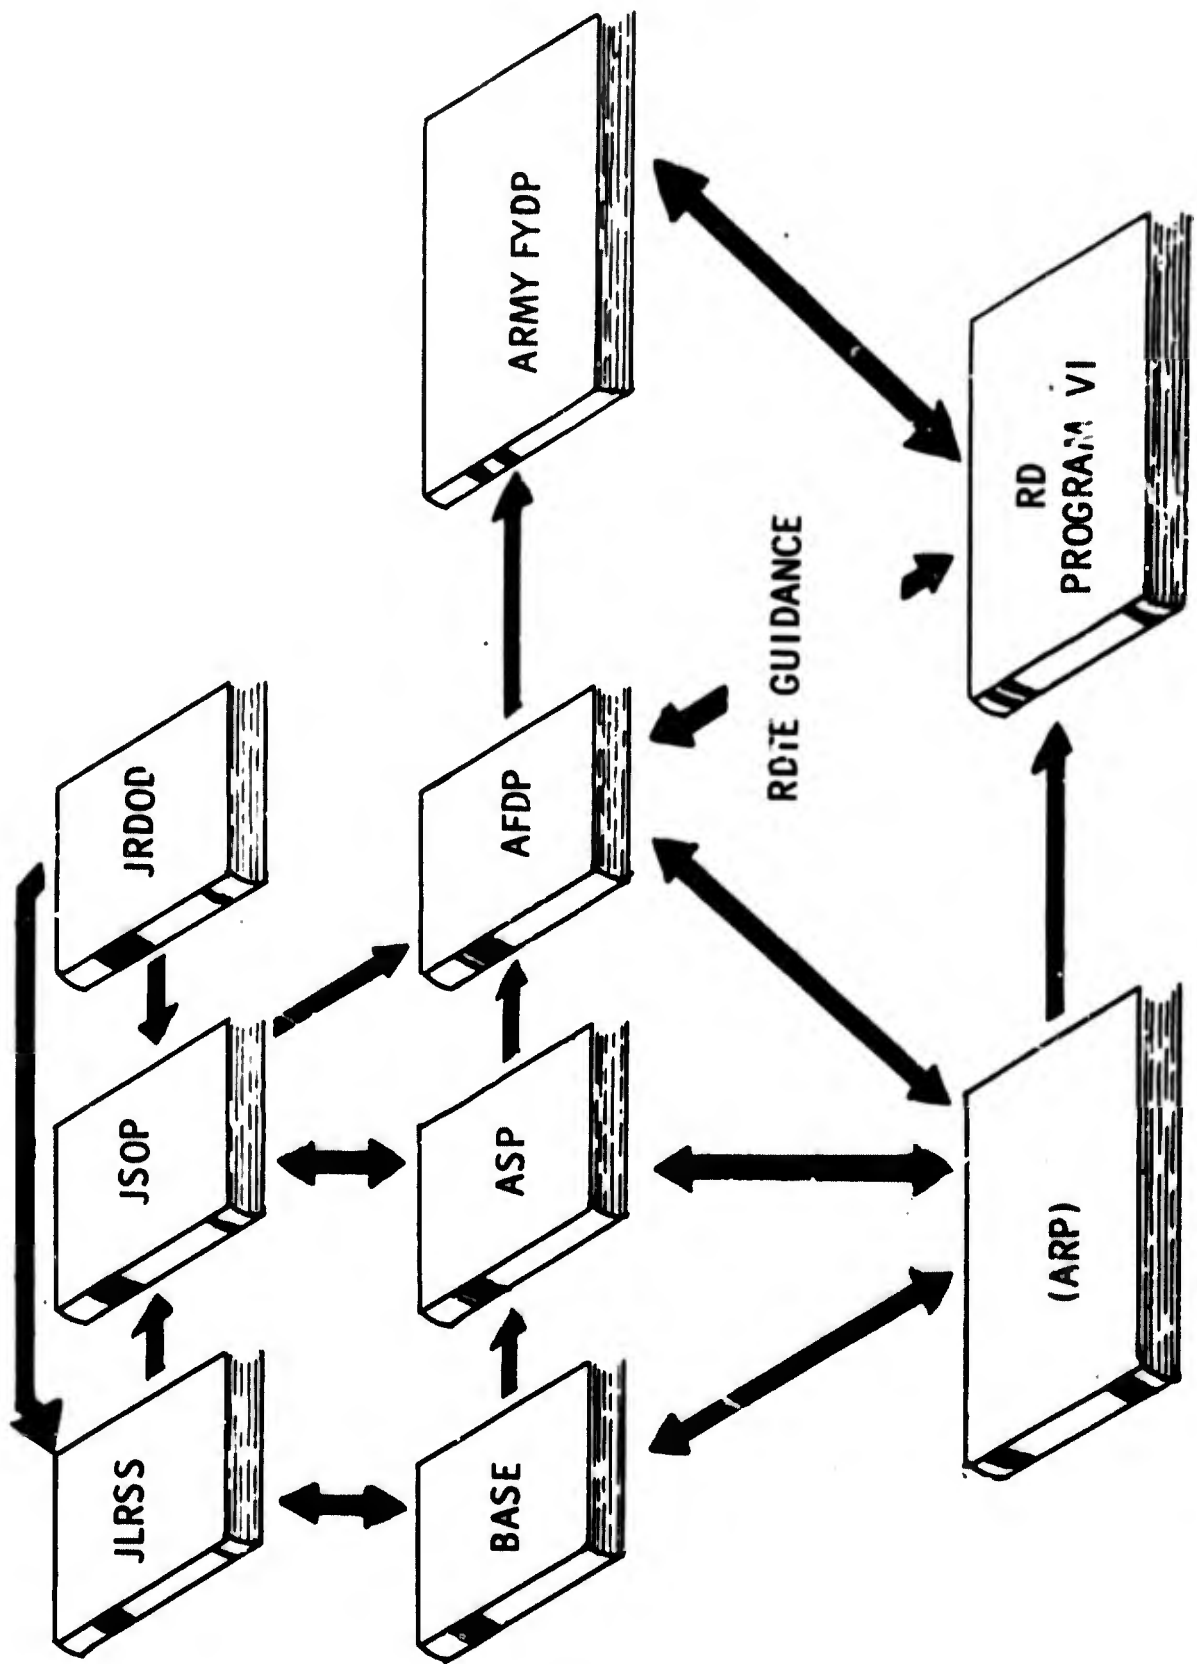 JLRSS
JSOP
JRDOD
BASE
ASP
AFDP
ARMY FYDP
RDTE GUIDANCE
(ARP)
RD
PROGRAM VI